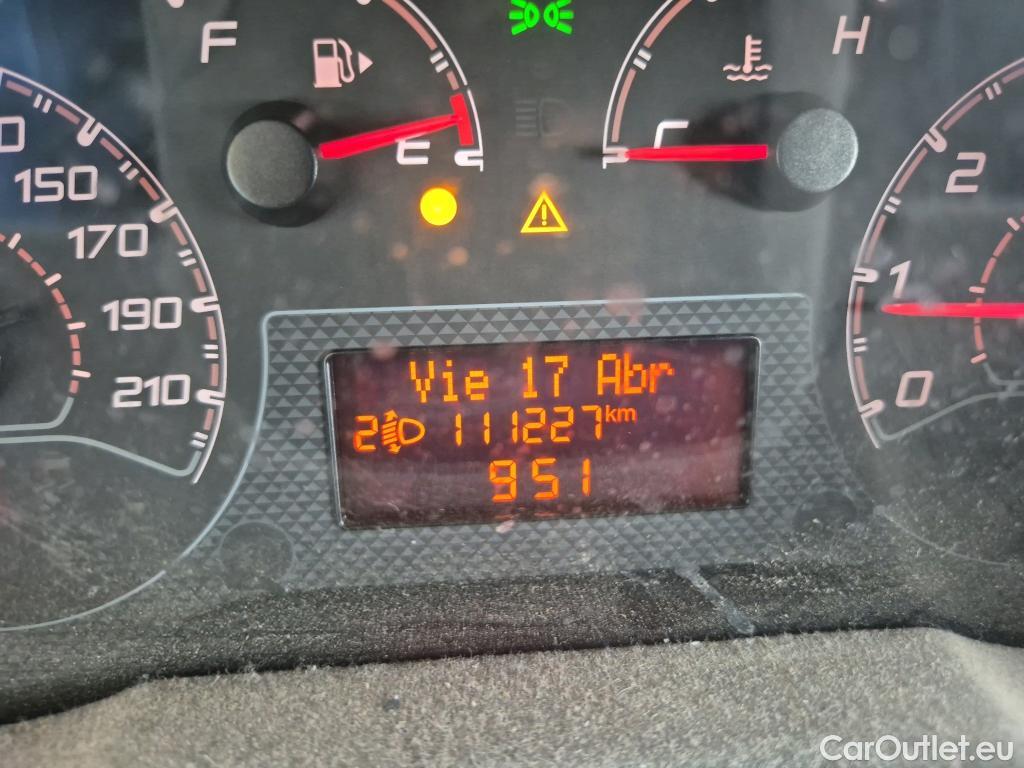 F
H
E
C
150
170
190
210
2
1
0
Vie 17 Abr
2 111227km
951
CarOutlet.eu